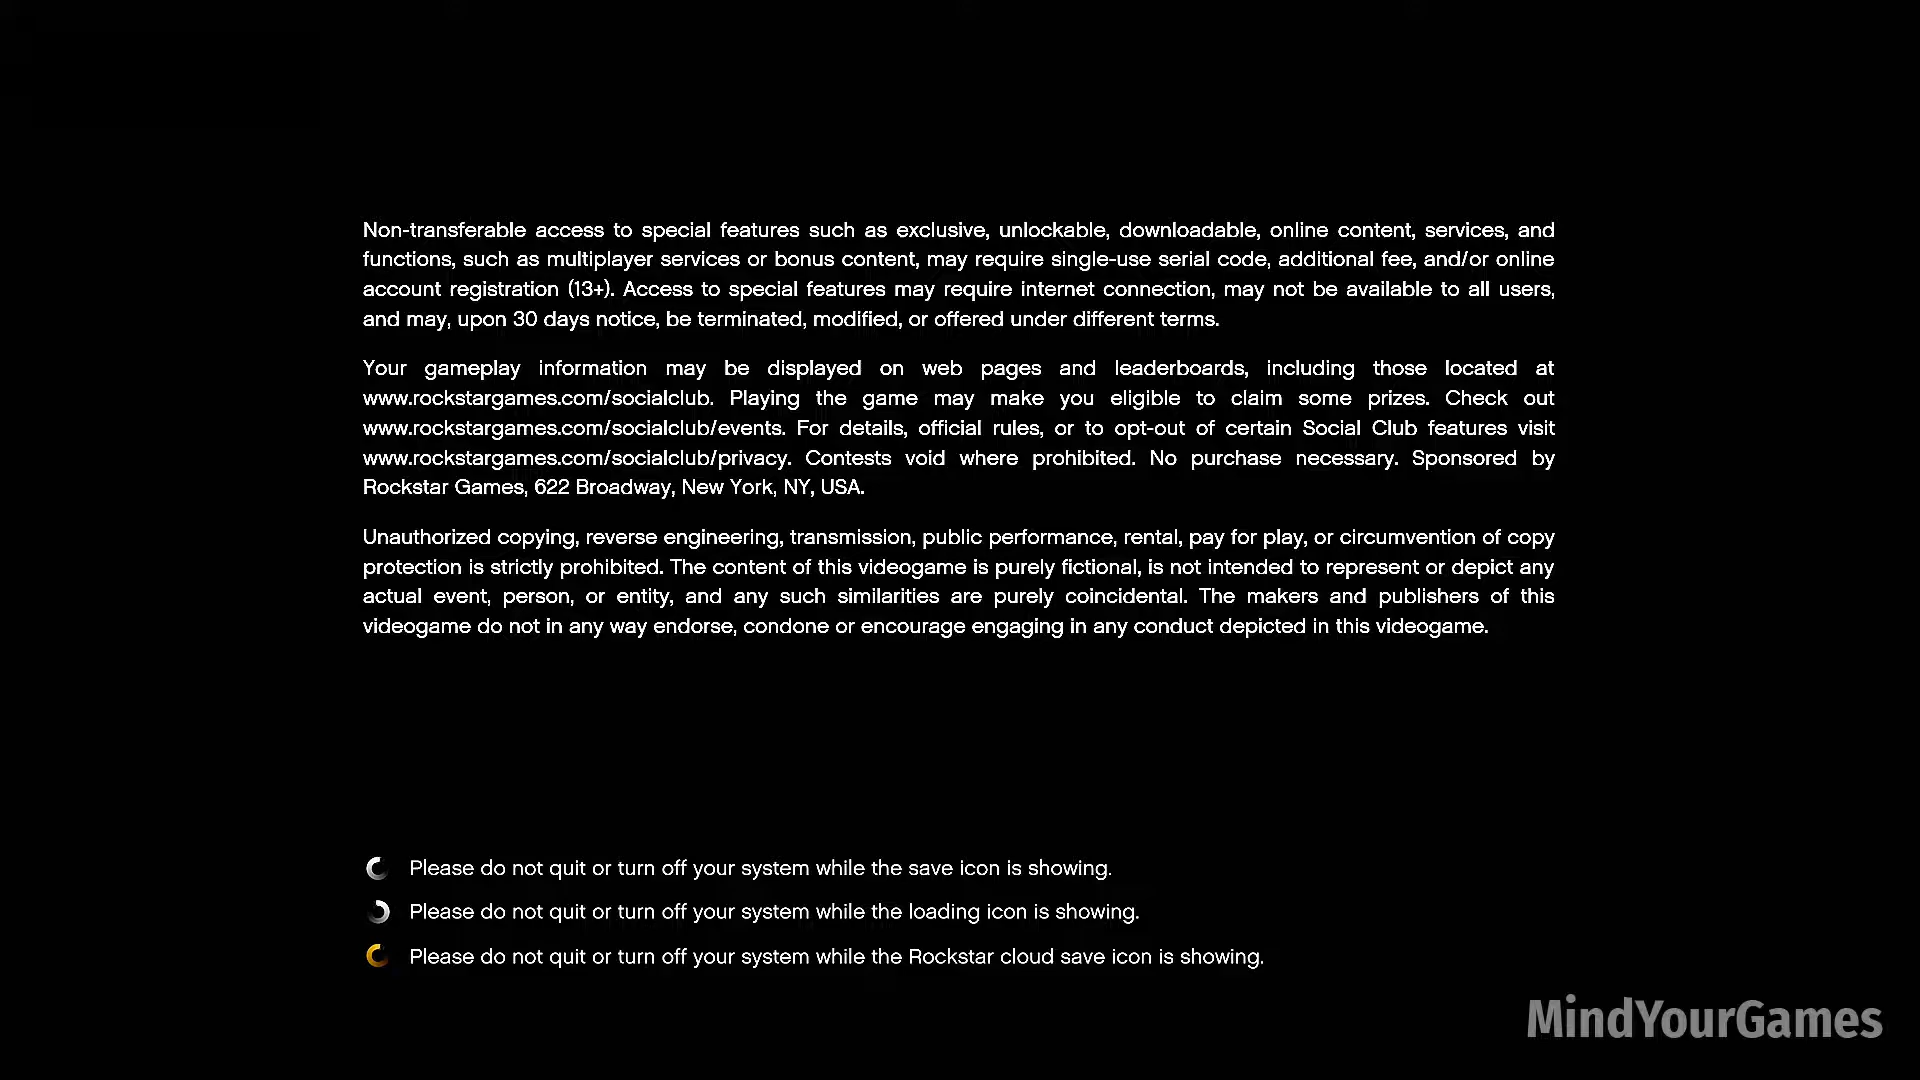 Non-transferable access to special features such as exclusive, unlockable, downloadable, online content, services, and
functions, such as multiplayer services or bonus content, may require single-use serial code, additional fee, and/or online
account registration (13+). Access to special features may require internet connection, may not be available to all users,
and may, upon 30 days notice, be terminated, modified, or offered under different terms.
Your gameplay information may be displayed on web pages and leaderboards, including those located at
www.rockstargames.com/socialclub. Playing the game may make you eligible to claim some prizes. Check out
www.rockstargames.com/socialclub/events. For details, official rules, or to opt-out of certain Social Club features visit
www.rockstargames.com/socialclub/privacy. Contests void where prohibited. No purchase necessary. Sponsored by
Rockstar Games, 622 Broadway, New York, NY, USA.
Unauthorized copying, reverse engineering, transmission, public performance, rental, pay for play, or circumvention of copy
protection is strictly prohibited. The content of this videogame is purely fictional, is not intended to represent or depict any
actual event, person, or entity, and any such similarities are purely coincidental. The makers and publishers of this
videogame do not in any way endorse, condone or encourage engaging in any conduct depicted in this videogame.
Please do not quit or turn off your system while the save icon is showing.
Please do not quit or turn off your system while the loading icon is showing.
Please do not quit or turn off your system while the Rockstar cloud save icon is showing.
MindYourGames